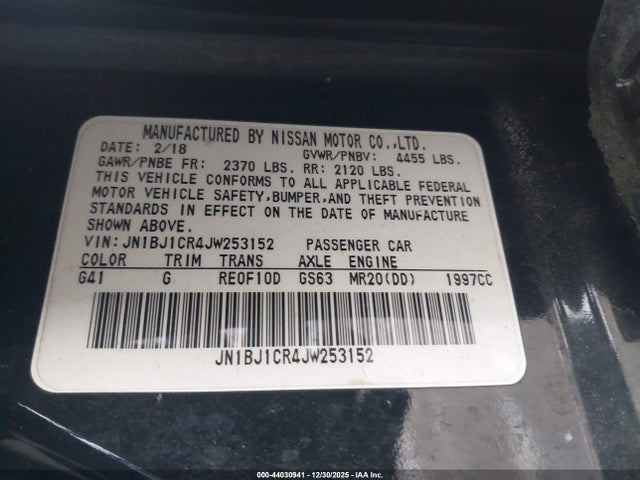 MANUFACTURED BY NISSAN MOTOR CO.,LTD.
DATE: 2/18 GVWR/PNBV: 4455 LBS.
GAWR/PNBE FR: 2370 LBS. RR: 2120 LBS.
THIS VEHICLE CONFORMS TO ALL APPLICABLE FEDERAL
MOTOR VEHICLE SAFETY,BUMPER,AND THEFT PREVENTION
STANDARDS IN EFFECT ON THE DATE OF MANUFACTURE
SHOWN ABOVE.
VIN:JN1BJ1CR4JW253152 PASSENGER CAR
COLOR TRIM TRANS AXLE ENGINE
G41 G RE0F10D GS63 MR20(DD) 1997CC
JN1BJ1CR4JW253152
000-44030941 - 12/30/2025 - IAA Inc.